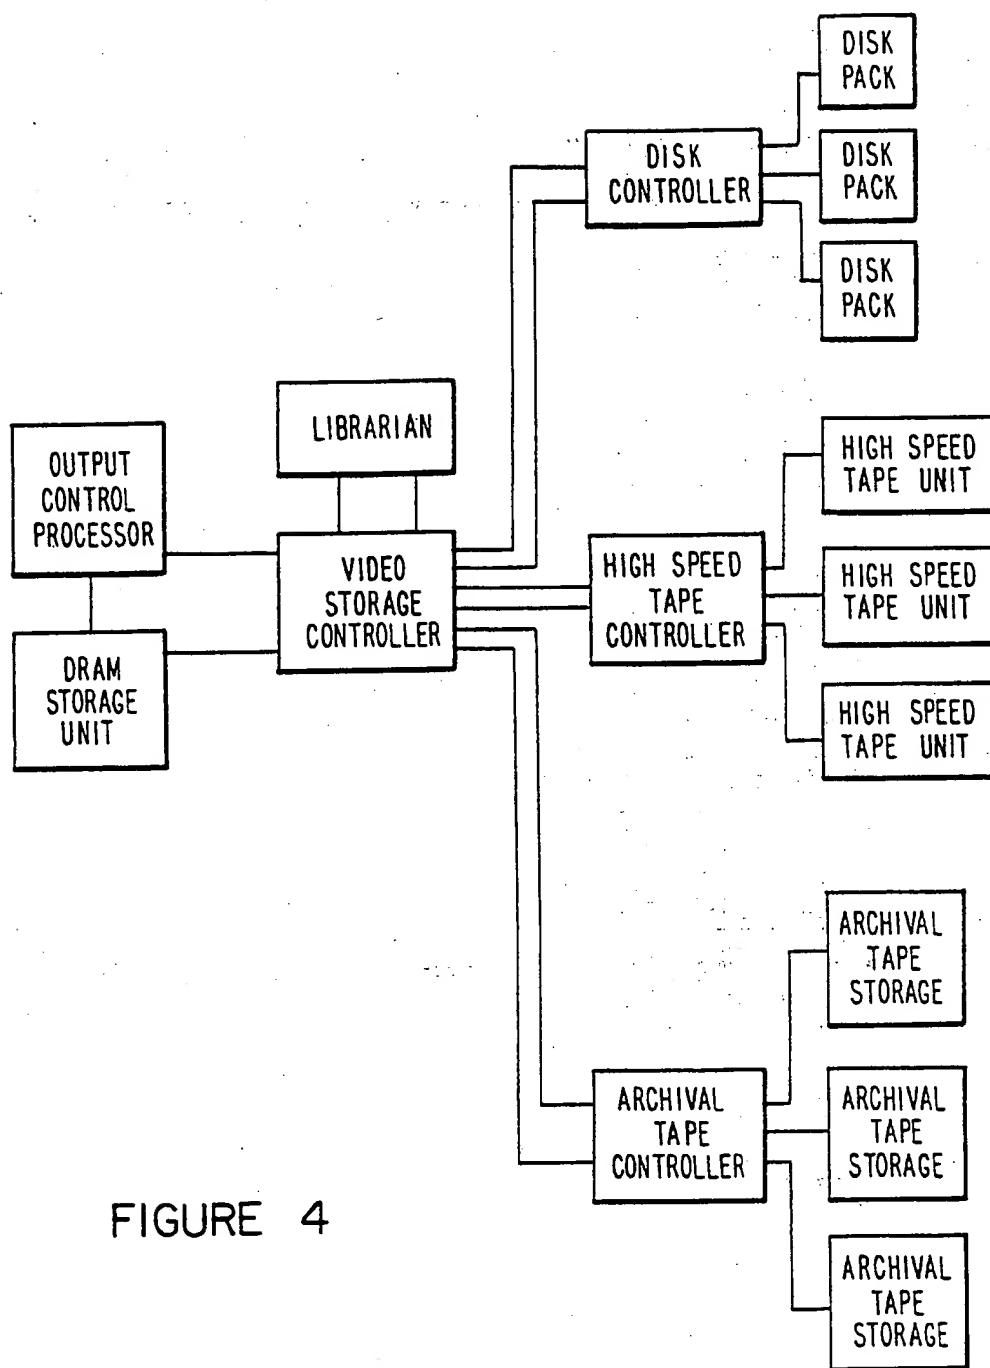 DISK
PACK
DISK
CONTROLLER
DISK
PACK
DISK
PACK
LIBRARIAN
OUTPUT
CONTROL
PROCESSOR
VIDEO
STORAGE
CONTROLLER
DRAM
STORAGE
UNIT
HIGH SPEED
TAPE UNIT
HIGH SPEED
TAPE
CONTROLLER
HIGH SPEED
TAPE UNIT
HIGH SPEED
TAPE UNIT
ARCHIVAL
TAPE
STORAGE
ARCHIVAL
TAPE
CONTROLLER
ARCHIVAL
TAPE
STORAGE
ARCHIVAL
TAPE
STORAGE
FIGURE 4